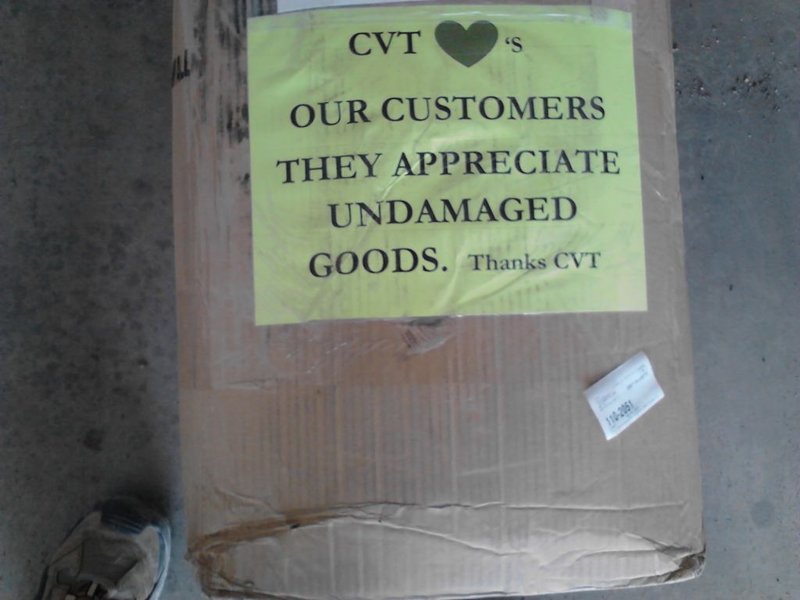 CVT ♥ 'S
OUR CUSTOMERS
THEY APPRECIATE
UNDAMAGED
GOODS. Thanks CVT
110-2051